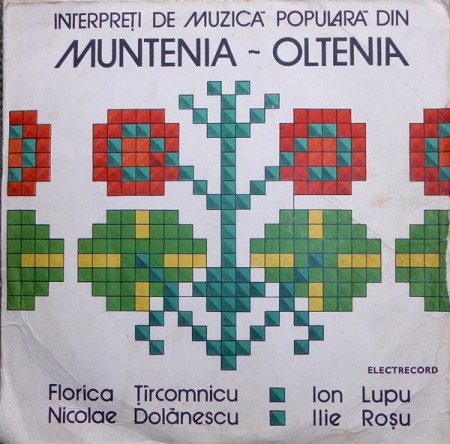 INTERPREȚI DE MUZICĂ POPULARĂ DIN
MUNTENIA ~ OLTENIA
ELECTRECORD
Florica Țîrcomnicu ■ Ion Lupu
Nicolae Dolănescu ■ Ilie Roșu